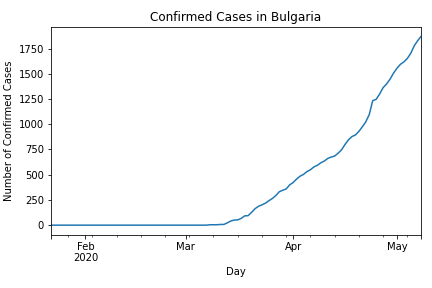 Confirmed Cases in Bulgaria
Number of Confirmed Cases
1750
1500
1250
1000
750
500
250
0
Feb
2020
Mar
Apr
May
Day